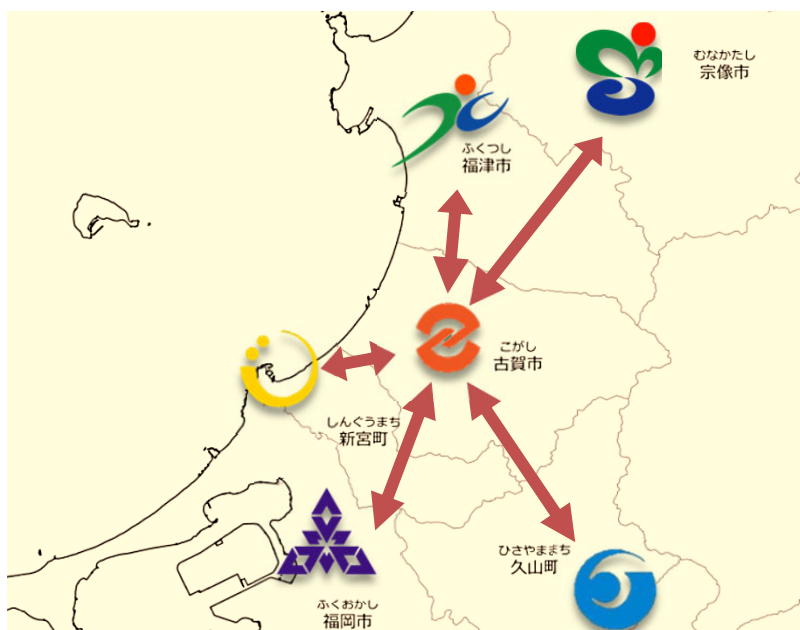 むなかたし
宗像市
ふくつし
福津市
こがし
古賀市
しんぐうまち
新宮町
ひさやままち
久山町
ふくおかし
福岡市